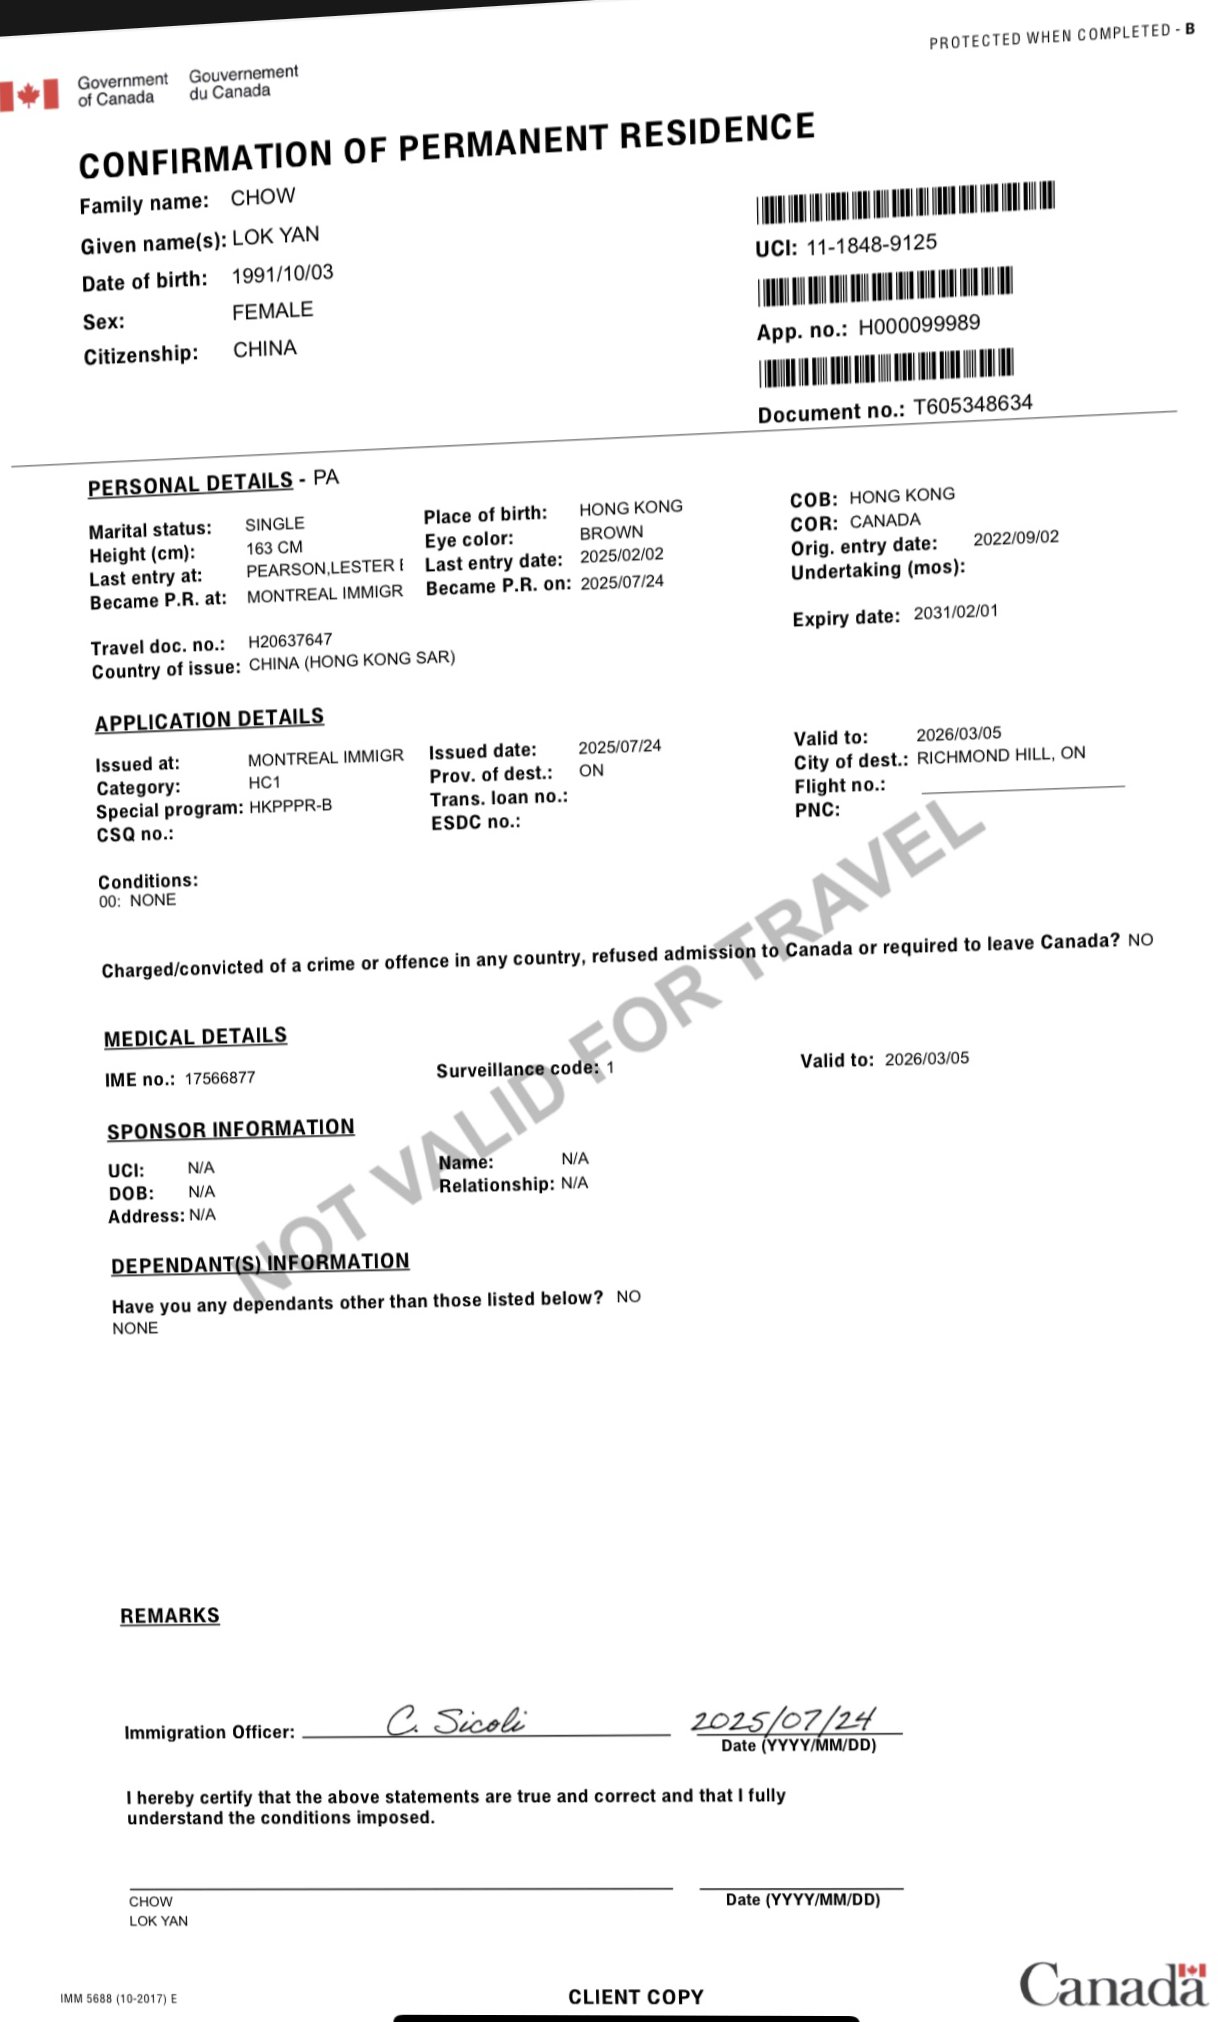 PROTECTED WHEN COMPLETED - B
Government of Canada
Gouvernement du Canada
CONFIRMATION OF PERMANENT RESIDENCE
Family name: CHOW
Given name(s): LOK YAN
Date of birth: 1991/10/03
Sex: FEMALE
Citizenship: CHINA
UCI: 11-1848-9125
App. no.: H000099989
Document no.: T605348634
PERSONAL DETAILS - PA
Marital status: SINGLE Place of birth: HONG KONG COB: HONG KONG
Height (cm): 163 CM Eye color: BROWN COR: CANADA
Last entry at: PEARSON,LESTER Last entry date: 2025/02/02 Orig. entry date: 2022/09/02
Became P.R. at: MONTREAL IMMIGR Became P.R. on: 2025/07/24 Undertaking (mos):
Travel doc. no.: H20637647 Expiry date: 2031/02/01
Country of issue: CHINA (HONG KONG SAR)
APPLICATION DETAILS
Issued at: MONTREAL IMMIGR Issued date: 2025/07/24 Valid to: 2026/03/05
Category: HC1 Prov. of dest.: ON City of dest.: RICHMOND HILL, ON
Special program: HKPPPR-B Trans. loan no.: Flight no.:
CSQ no.: ESDC no.: PNC:
Conditions:
00: NONE
Charged/convicted of a crime or offence in any country, refused admission to Canada or required to leave Canada? NO
MEDICAL DETAILS
IME no.: 17566877 Surveillance code: 1 Valid to: 2026/03/05
NOT VALID FOR TRAVEL
SPONSOR INFORMATION
UCI: N/A Name: N/A
DOB: N/A Relationship: N/A
Address: N/A
DEPENDANT(S) INFORMATION
Have you any dependants other than those listed below? NO
NONE
REMARKS
Immigration Officer: C. Sicoli 2025/07/24
Date (YYYY/MM/DD)
I hereby certify that the above statements are true and correct and that I fully
understand the conditions imposed.
CHOW Date (YYYY/MM/DD)
LOK YAN
IMM 5688 (10-2017) E
CLIENT COPY
Canada